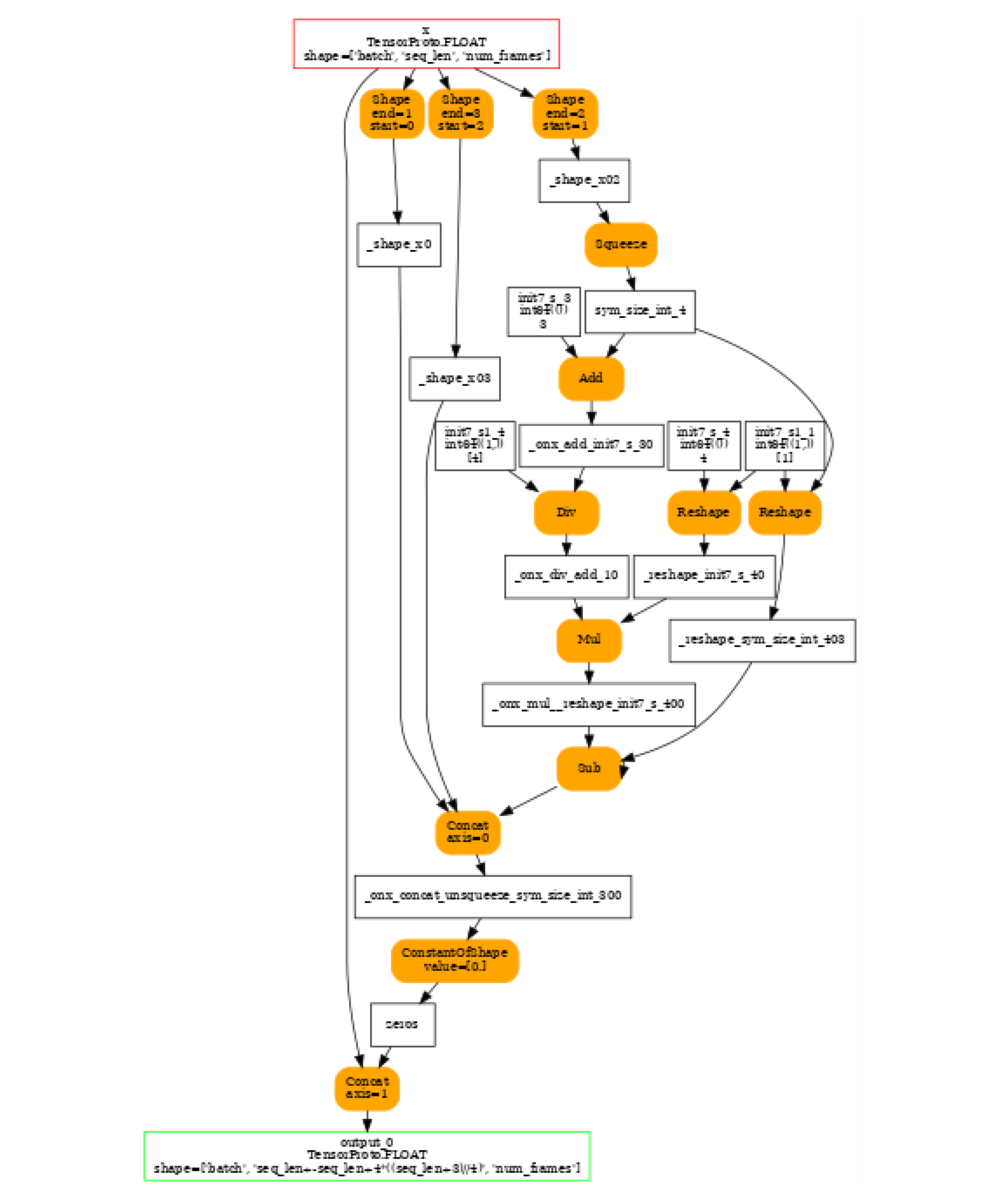 x
TensorProto.FLOAT
shape=["batch", "seq_len", "num_frames"]
Shape
end=1
start=0
Shape
end=3
start=2
Shape
end=2
start=1
_shape_x02
_shape_x0
Squeeze
init7_s_3
int64(())
3
sym_size_int_4
_shape_x03
Add
init7_s1_4
int64((1,))
[4]
_onx_add_init7_s_30
init7_s_4
int64(())
4
init7_s1_1
int64((1,))
[1]
Div
Reshape
Reshape
_onx_div_add_10
_reshape_init7_s_40
Mul
_reshape_sym_size_int_403
_onx_mul__reshape_init7_s_400
Sub
Concat
axis=0
_onx_concat_unsqueeze_sym_size_int_300
ConstantOfShape
value=[0.]
zeros
Concat
axis=1
output_0
TensorProto.FLOAT
shape=["batch", "seq_len+-seq_len+4*((seq_len+3)//4)", "num_frames"]